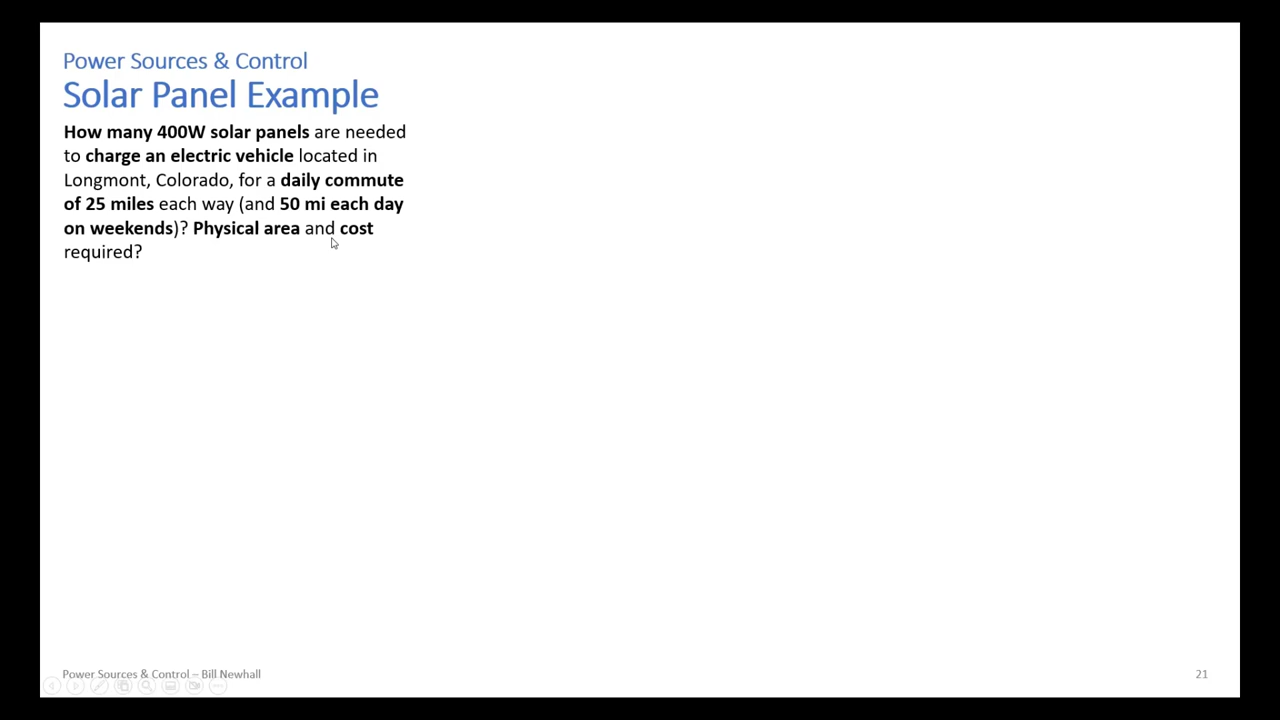 Power Sources & Control
Solar Panel Example
How many 400W solar panels are needed
to charge an electric vehicle located in
Longmont, Colorado, for a daily commute
of 25 miles each way (and 50 mi each day
on weekends)? Physical area and cost
required?
Power Sources & Control – Bill Newhall
21